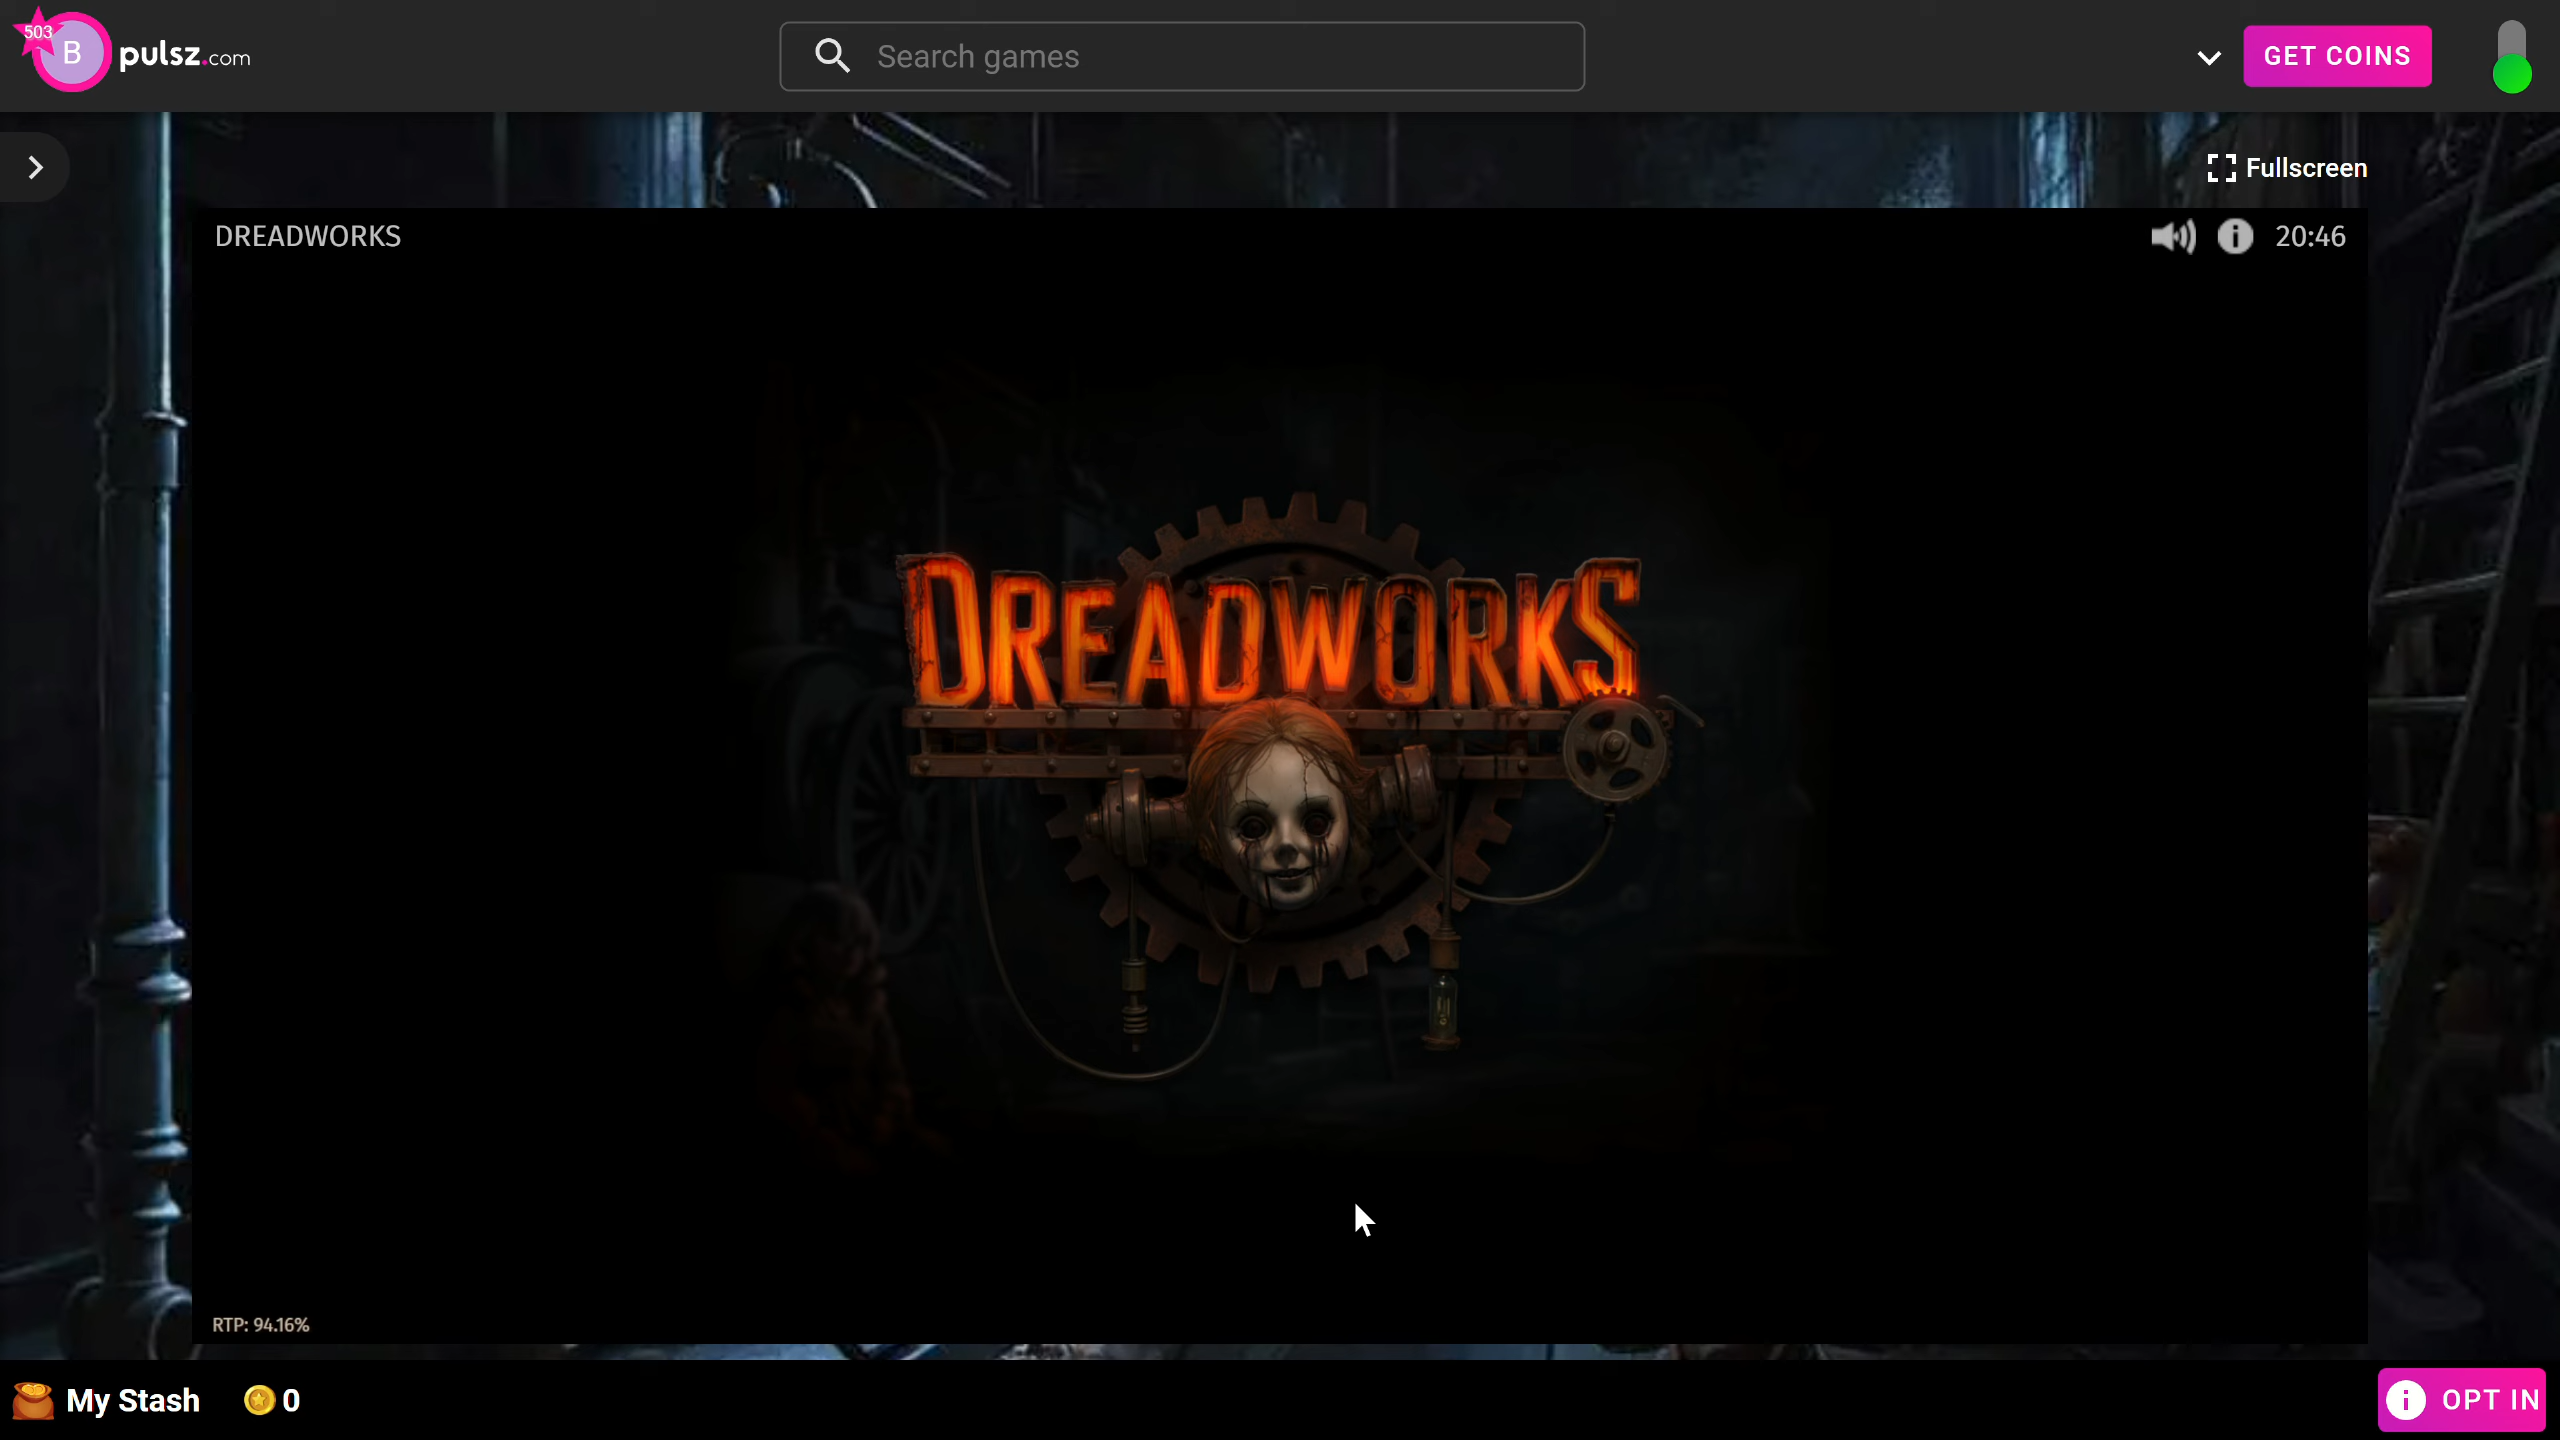 503
B
pulsz.com
Search games
GET COINS
Fullscreen
DREADWORKS
20:46
DREADWORKS
RTP: 94.16%
My Stash
0
OPT IN